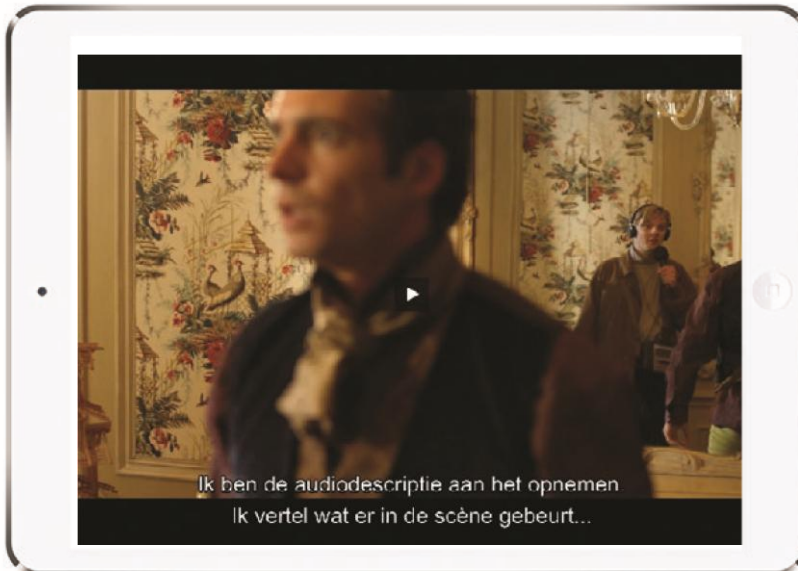 Ik ben de audiodescriptie aan het opnemen
Ik vertel wat er in de scène gebeurt...